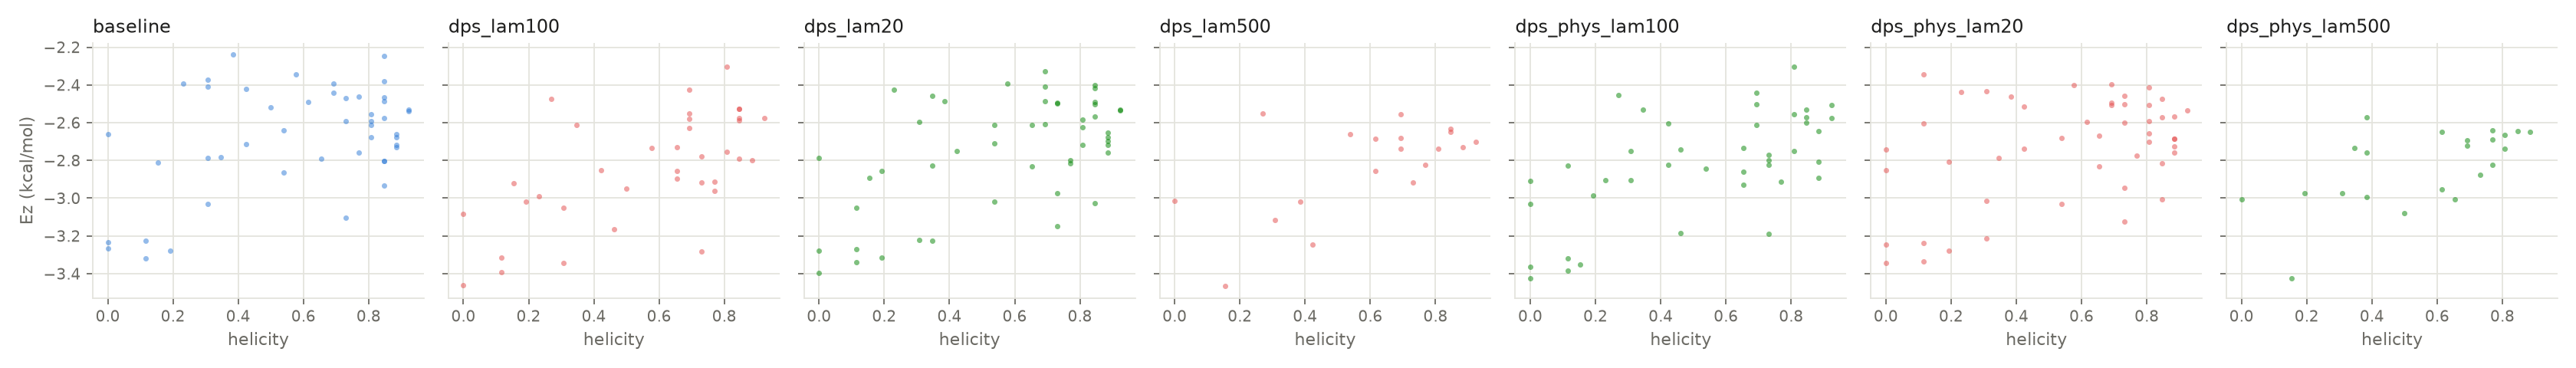 baseline
dps_lam100
dps_lam20
dps_lam500
dps_phys_lam100
dps_phys_lam20
dps_phys_lam500
Ez (kcal/mol)
−2.2
−2.4
−2.6
−2.8
−3.0
−3.2
−3.4
0.0 0.2 0.4 0.6 0.8
0.0 0.2 0.4 0.6 0.8
0.0 0.2 0.4 0.6 0.8
0.0 0.2 0.4 0.6 0.8
0.0 0.2 0.4 0.6 0.8
0.0 0.2 0.4 0.6 0.8
0.0 0.2 0.4 0.6 0.8
helicity
helicity
helicity
helicity
helicity
helicity
helicity